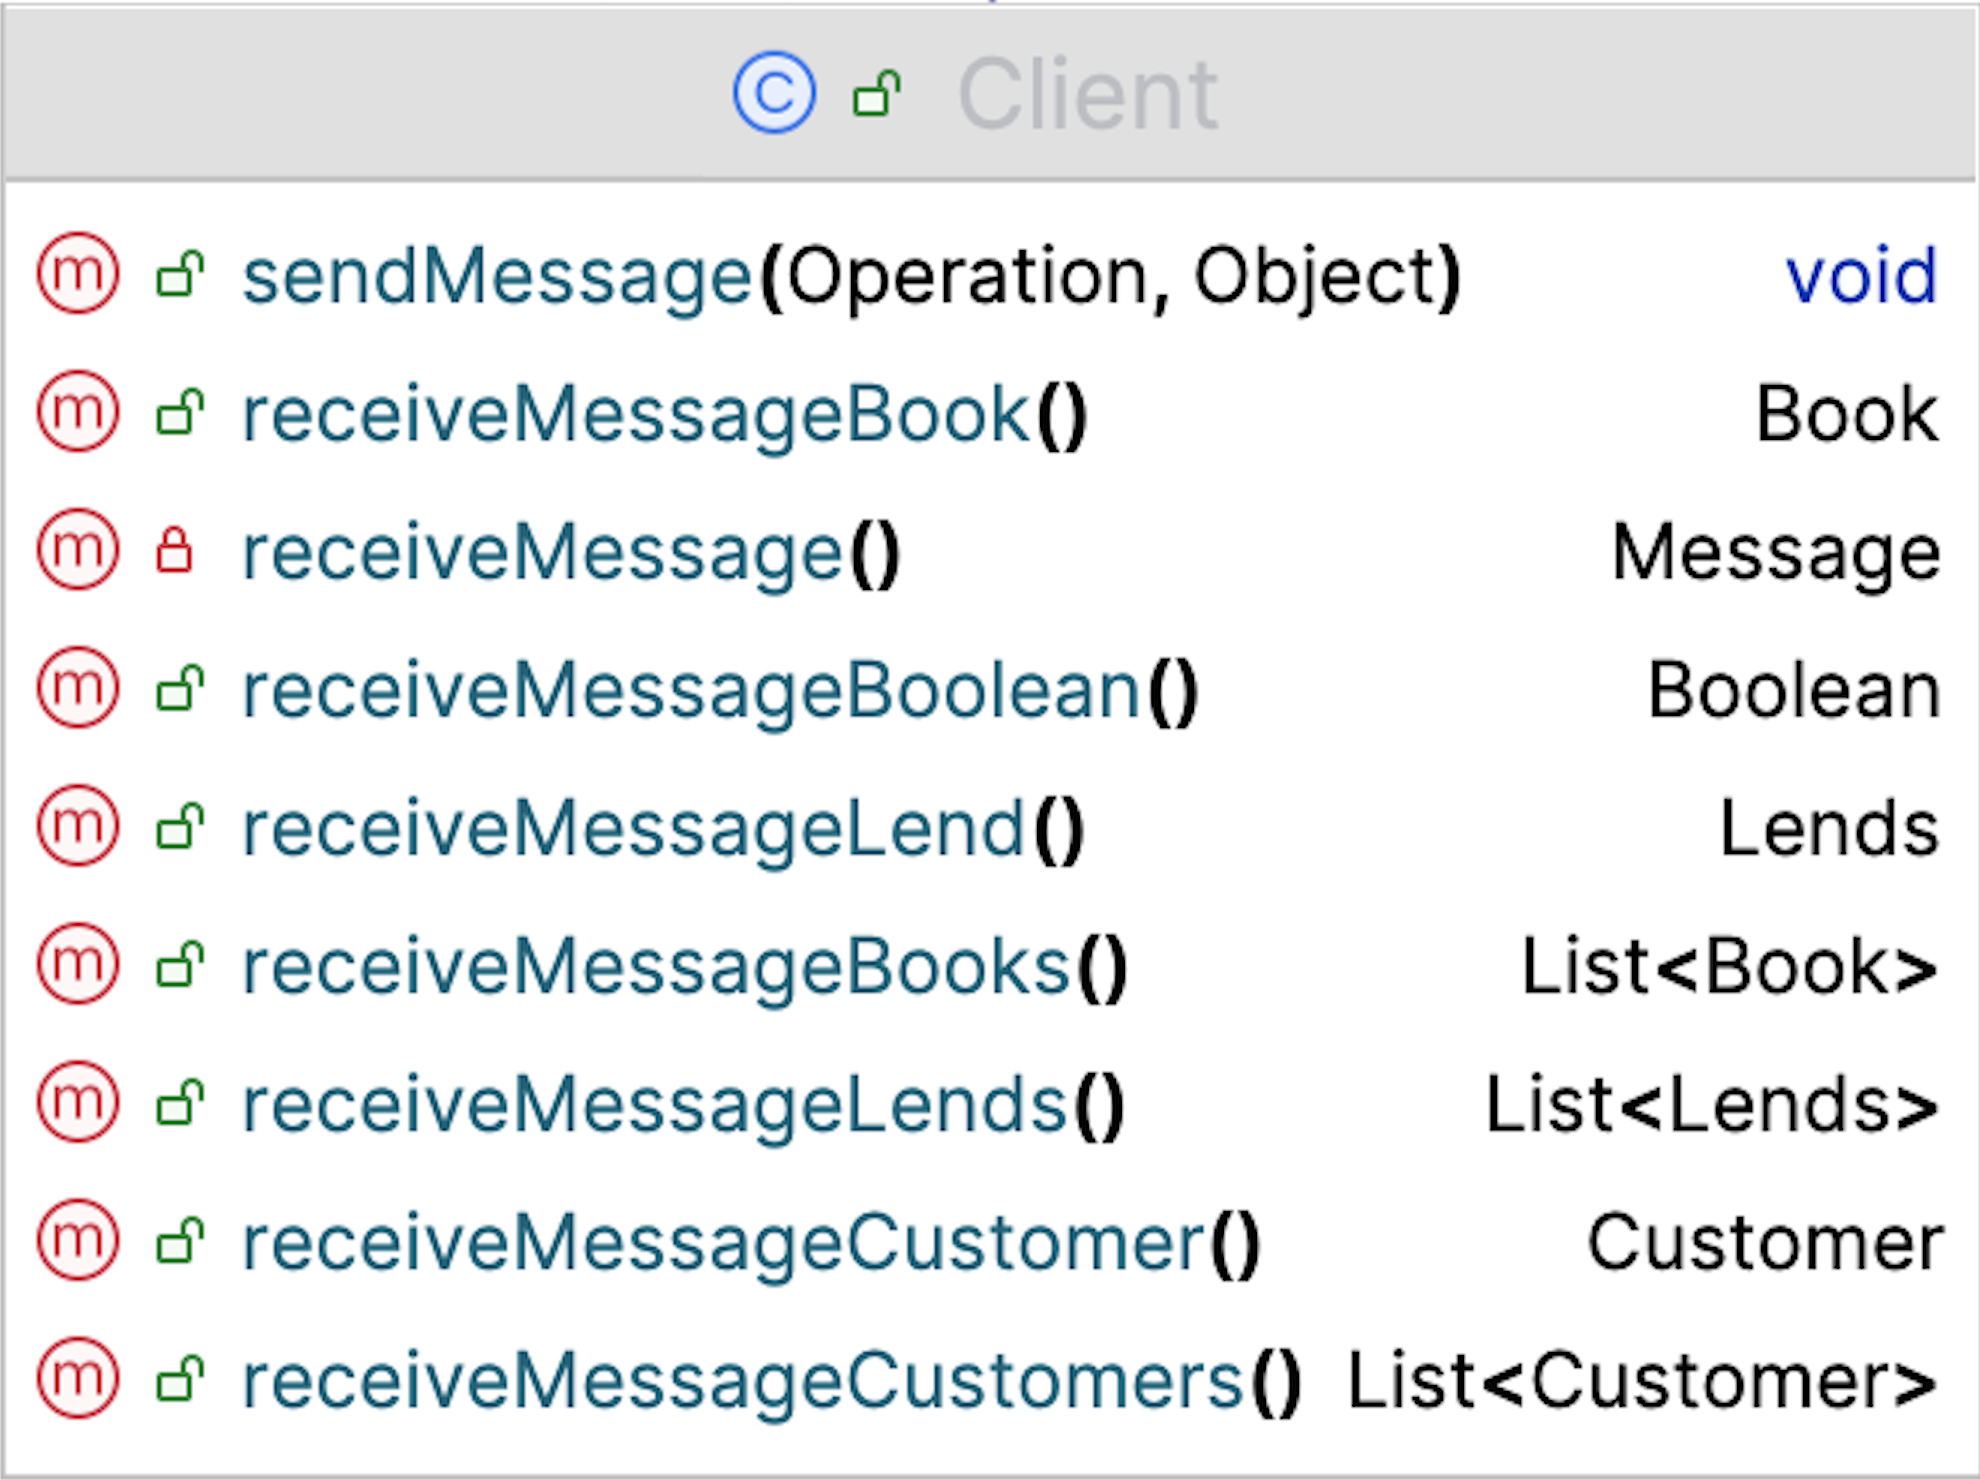 C Client
m sendMessage(Operation, Object) void
m receiveMessageBook() Book
m receiveMessage() Message
m receiveMessageBoolean() Boolean
m receiveMessageLend() Lends
m receiveMessageBooks() List<Book>
m receiveMessageLends() List<Lends>
m receiveMessageCustomer() Customer
m receiveMessageCustomers() List<Customer>